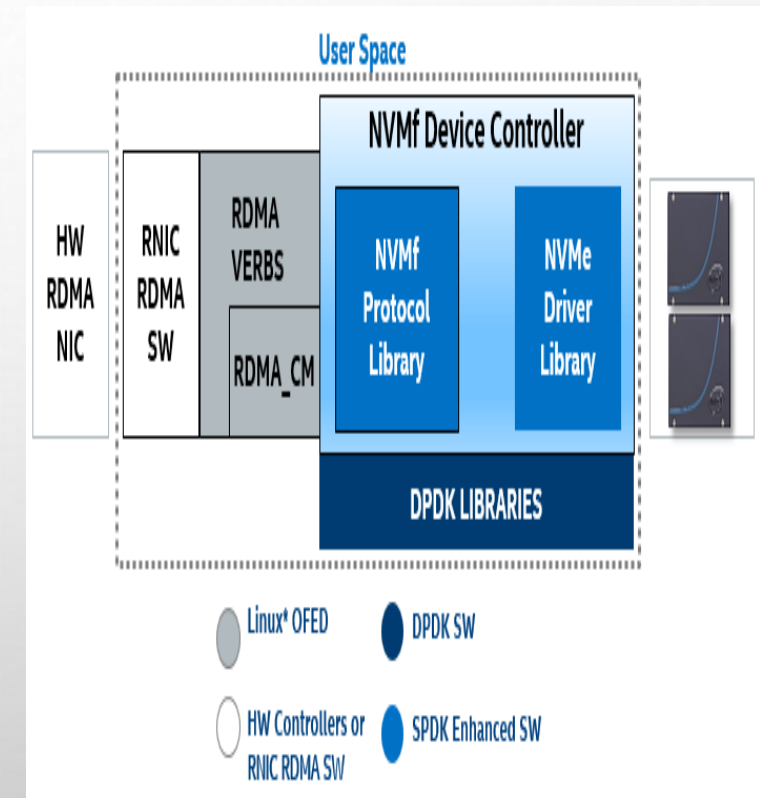 User Space
NVMf Device Controller
HW
RDMA
NIC
RNIC
RDMA
SW
RDMA
VERBS
RDMA_CM
NVMf
Protocol
Library
NVMe
Driver
Library
DPDK LIBRARIES
Linux* OFED
DPDK SW
HW Controllers or
RNIC RDMA SW
SPDK Enhanced SW